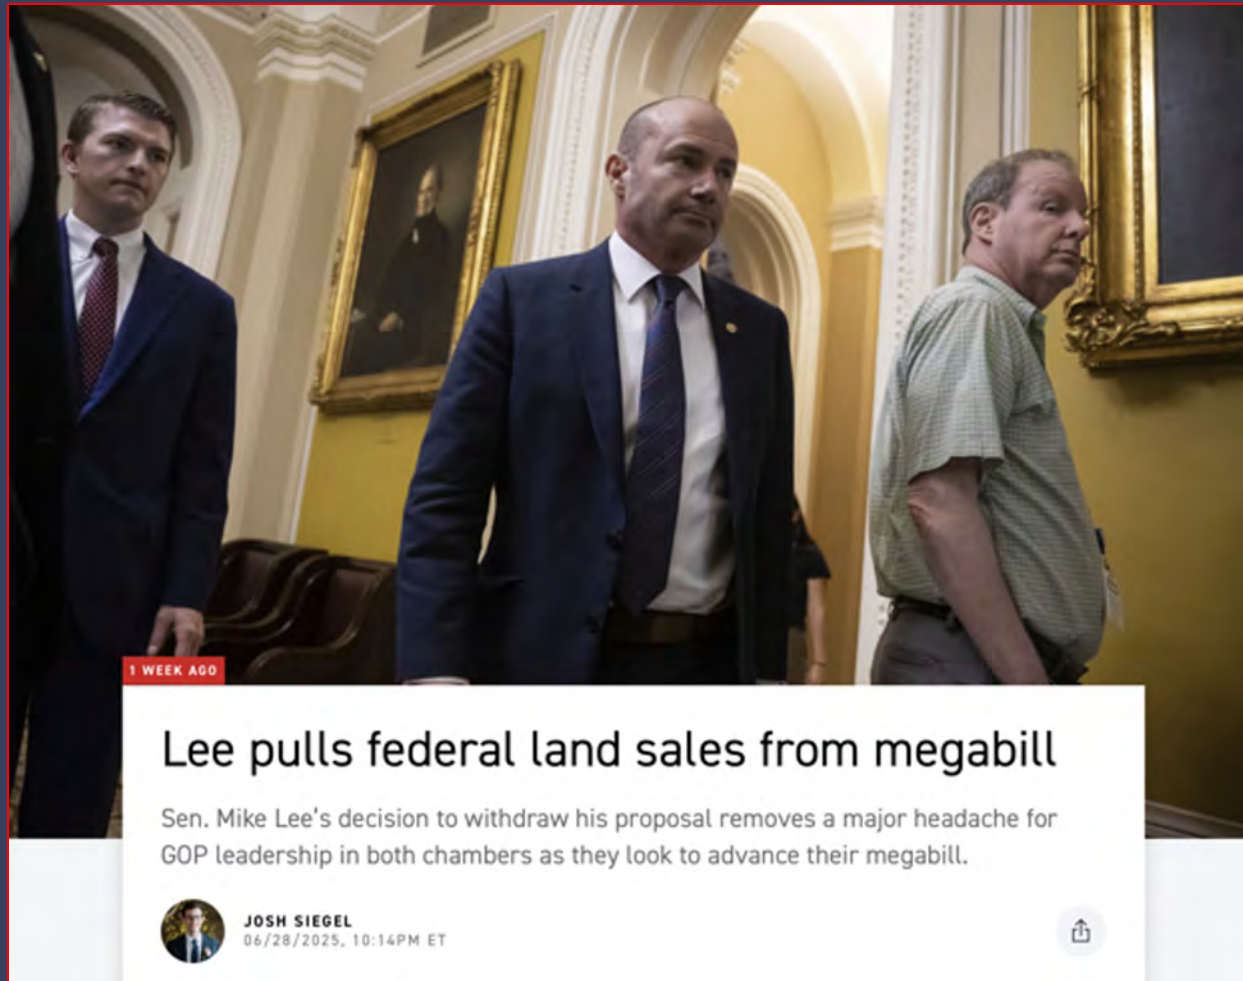 1 WEEK AGO
Lee pulls federal land sales from megabill
Sen. Mike Lee's decision to withdraw his proposal removes a major headache for
GOP leadership in both chambers as they look to advance their megabill.
JOSH SIEGEL
06/28/2025, 10:14PM ET